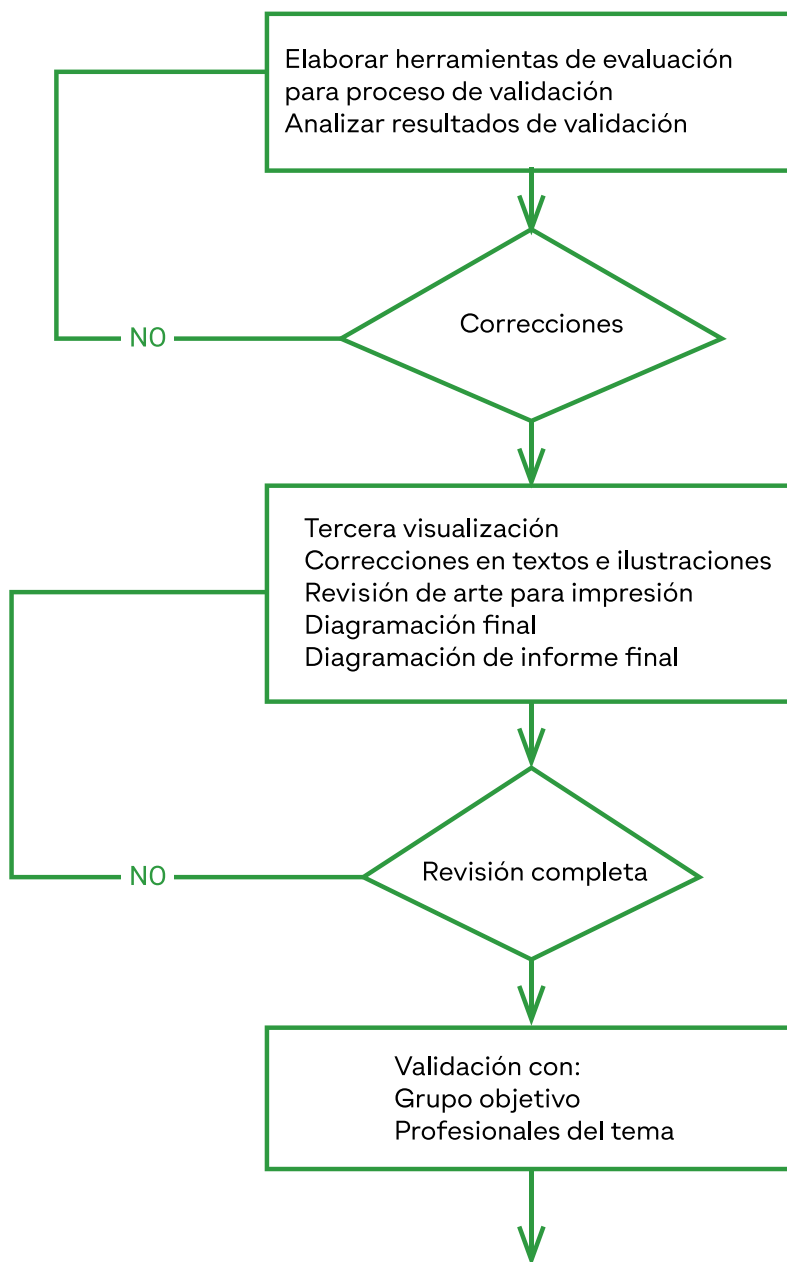 Elaborar herramientas de evaluación
para proceso de validación
Analizar resultados de validación
Correcciones
NO
Tercera visualización
Correcciones en textos e ilustraciones
Revisión de arte para impresión
Diagramación final
Diagramación de informe final
Revisión completa
NO
Validación con:
Grupo objetivo
Profesionales del tema